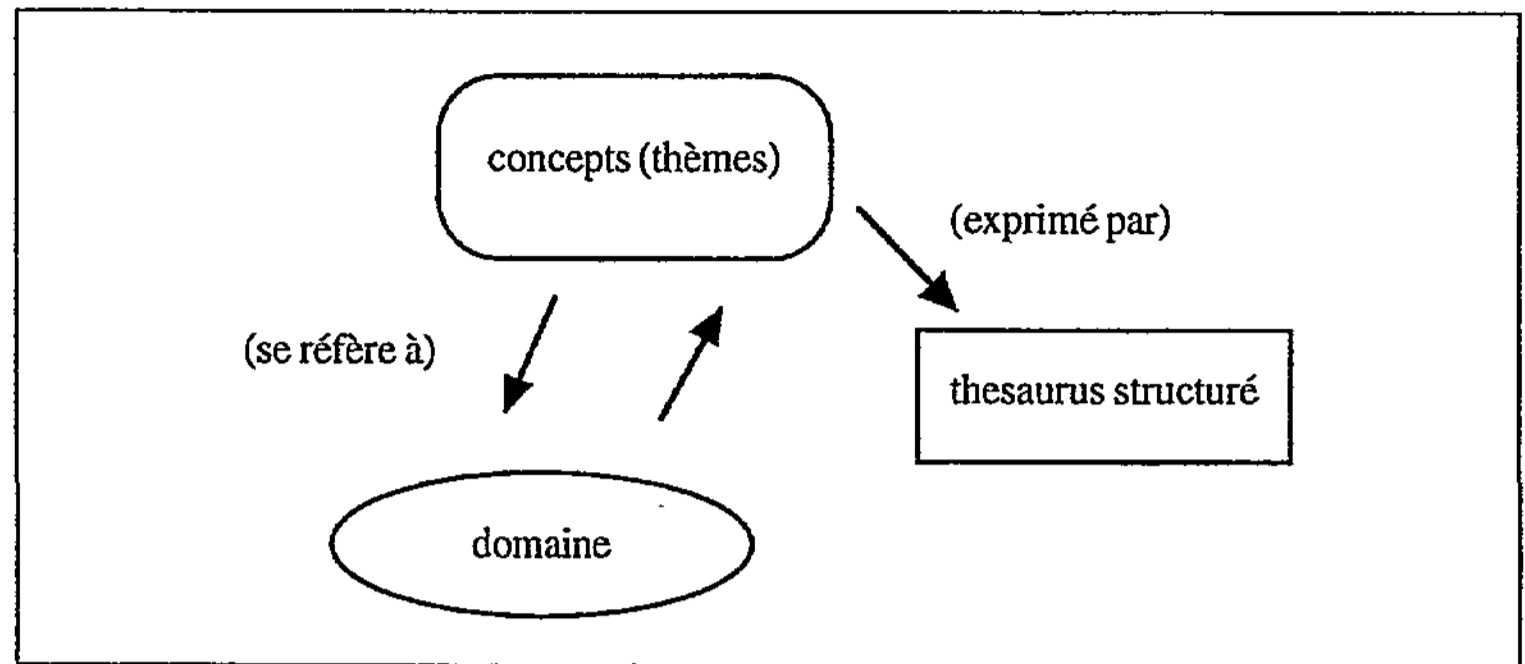 concepts (thèmes)
(exprimé par)
(se réfère à)
thesaurus structuré
domaine